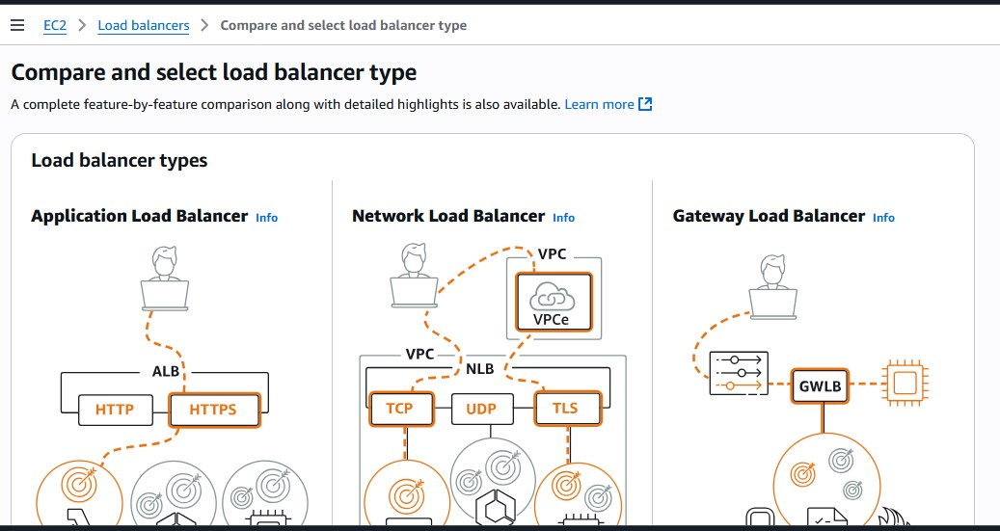 EC2 > Load balancers > Compare and select load balancer type
Compare and select load balancer type
A complete feature-by-feature comparison along with detailed highlights is also available. Learn more
Load balancer types
Application Load Balancer Info
ALB
HTTP
HTTPS
Network Load Balancer Info
VPC
VPCe
VPC
NLB
TCP
UDP
TLS
Gateway Load Balancer Info
GWLB